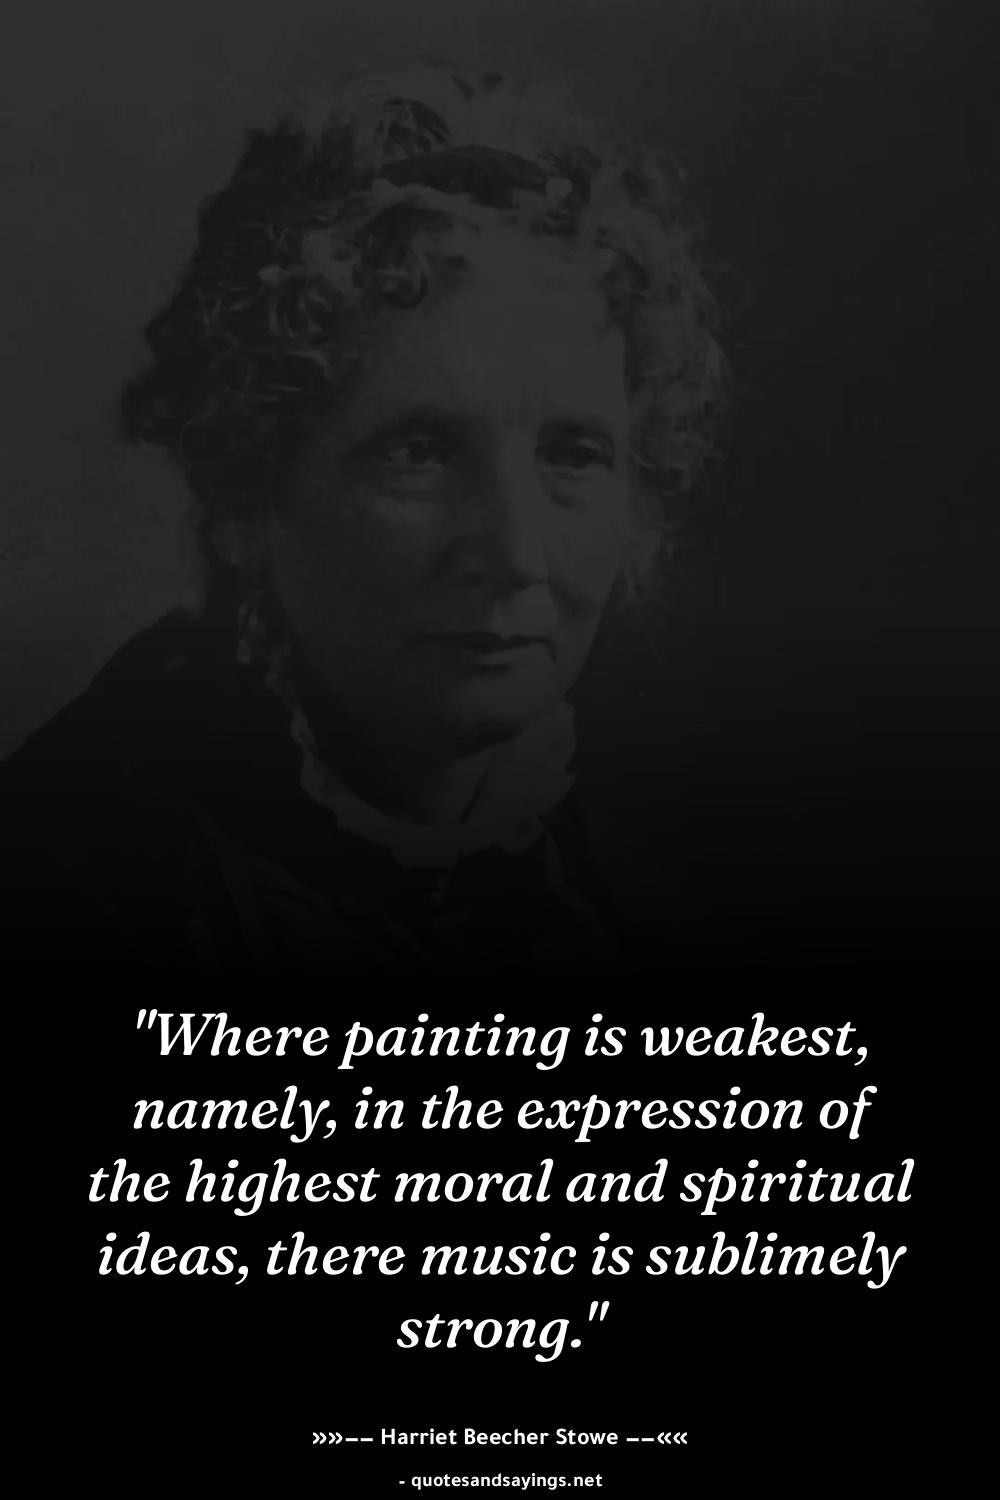 "Where painting is weakest,
namely, in the expression of
the highest moral and spiritual
ideas, there music is sublimely
strong."
»»–– Harriet Beecher Stowe ––««
- quotesandsayings.net